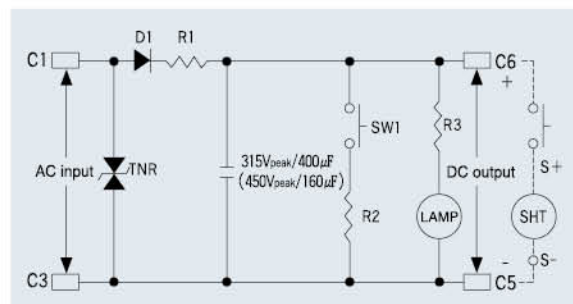 D1
R1
C1
C6
+
SW1
R3
AC input
TNR
315Vpeak/400μF
(450Vpeak/160μF)
DC output
S+
R2
LAMP
SHT
-
S-
C3
C5